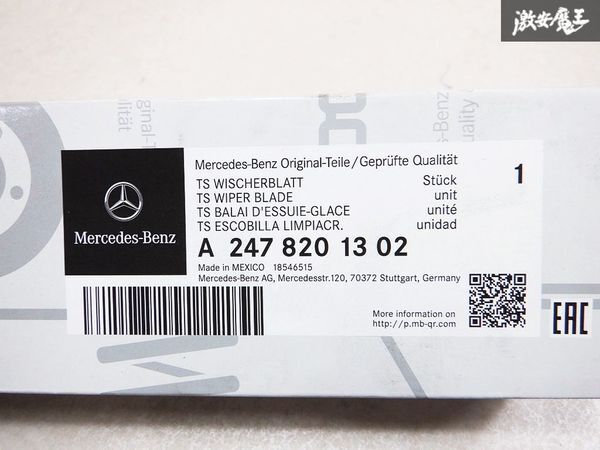 激安魔王
Mercedes-Benz Original-Teile/Geprüfte Qualität
TS WISCHERBLATT Stück
TS WIPER BLADE unit
TS BALAI D'ESSUIE-GLACE unité
TS ESCOBILLA LIMPIACR. unidad
1
Mercedes-Benz
A 247 820 13 02
Made in MEXICO 18546515
Mercedes-Benz AG, Mercedesstr.120, 70372 Stuttgart, Germany
More information on
http://p.mb-qr.com
EAC